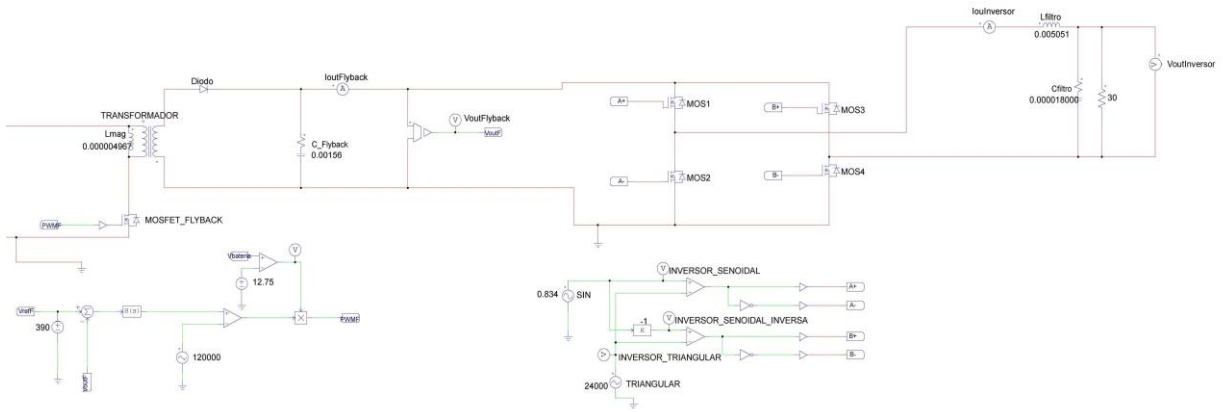 IouInversor
Lfiltro
0.005051
VoutInversor
Cfiltro
0.000018000
30
Diodo
IoutFlyback
A
A
V
V
VoutFlyback
VoutF
TRANSFORMADOR
Lmag
0.000004967
C_Flyback
0.00156
A+
MOS1
B+
MOS3
A-
MOS2
B-
MOS4
PWMF
MOSFET_FLYBACK
Vbateria
V
12.75
VrefF
H(z)
390
VoutF
120000
PWMF
V
INVERSOR_SENOIDAL
0.834
SIN
A+
A-
-1
K
V
INVERSOR_SENOIDAL_INVERSA
B+
B-
V
INVERSOR_TRIANGULAR
24000
TRIANGULAR